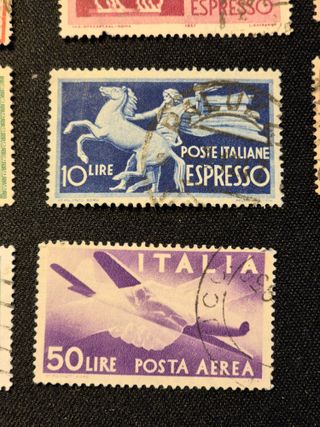 ESPRESSO
POSTE ITALIANE
10 LIRE ESPRESSO
ITALIA
50 LIRE POSTA AEREA